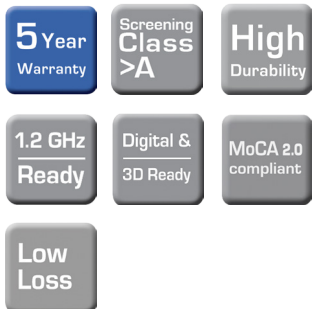 5 Year
Warranty
Screening
Class
>A
High
Durability
1.2 GHz
Ready
Digital &
3D Ready
MoCA 2.0
compliant
Low
Loss